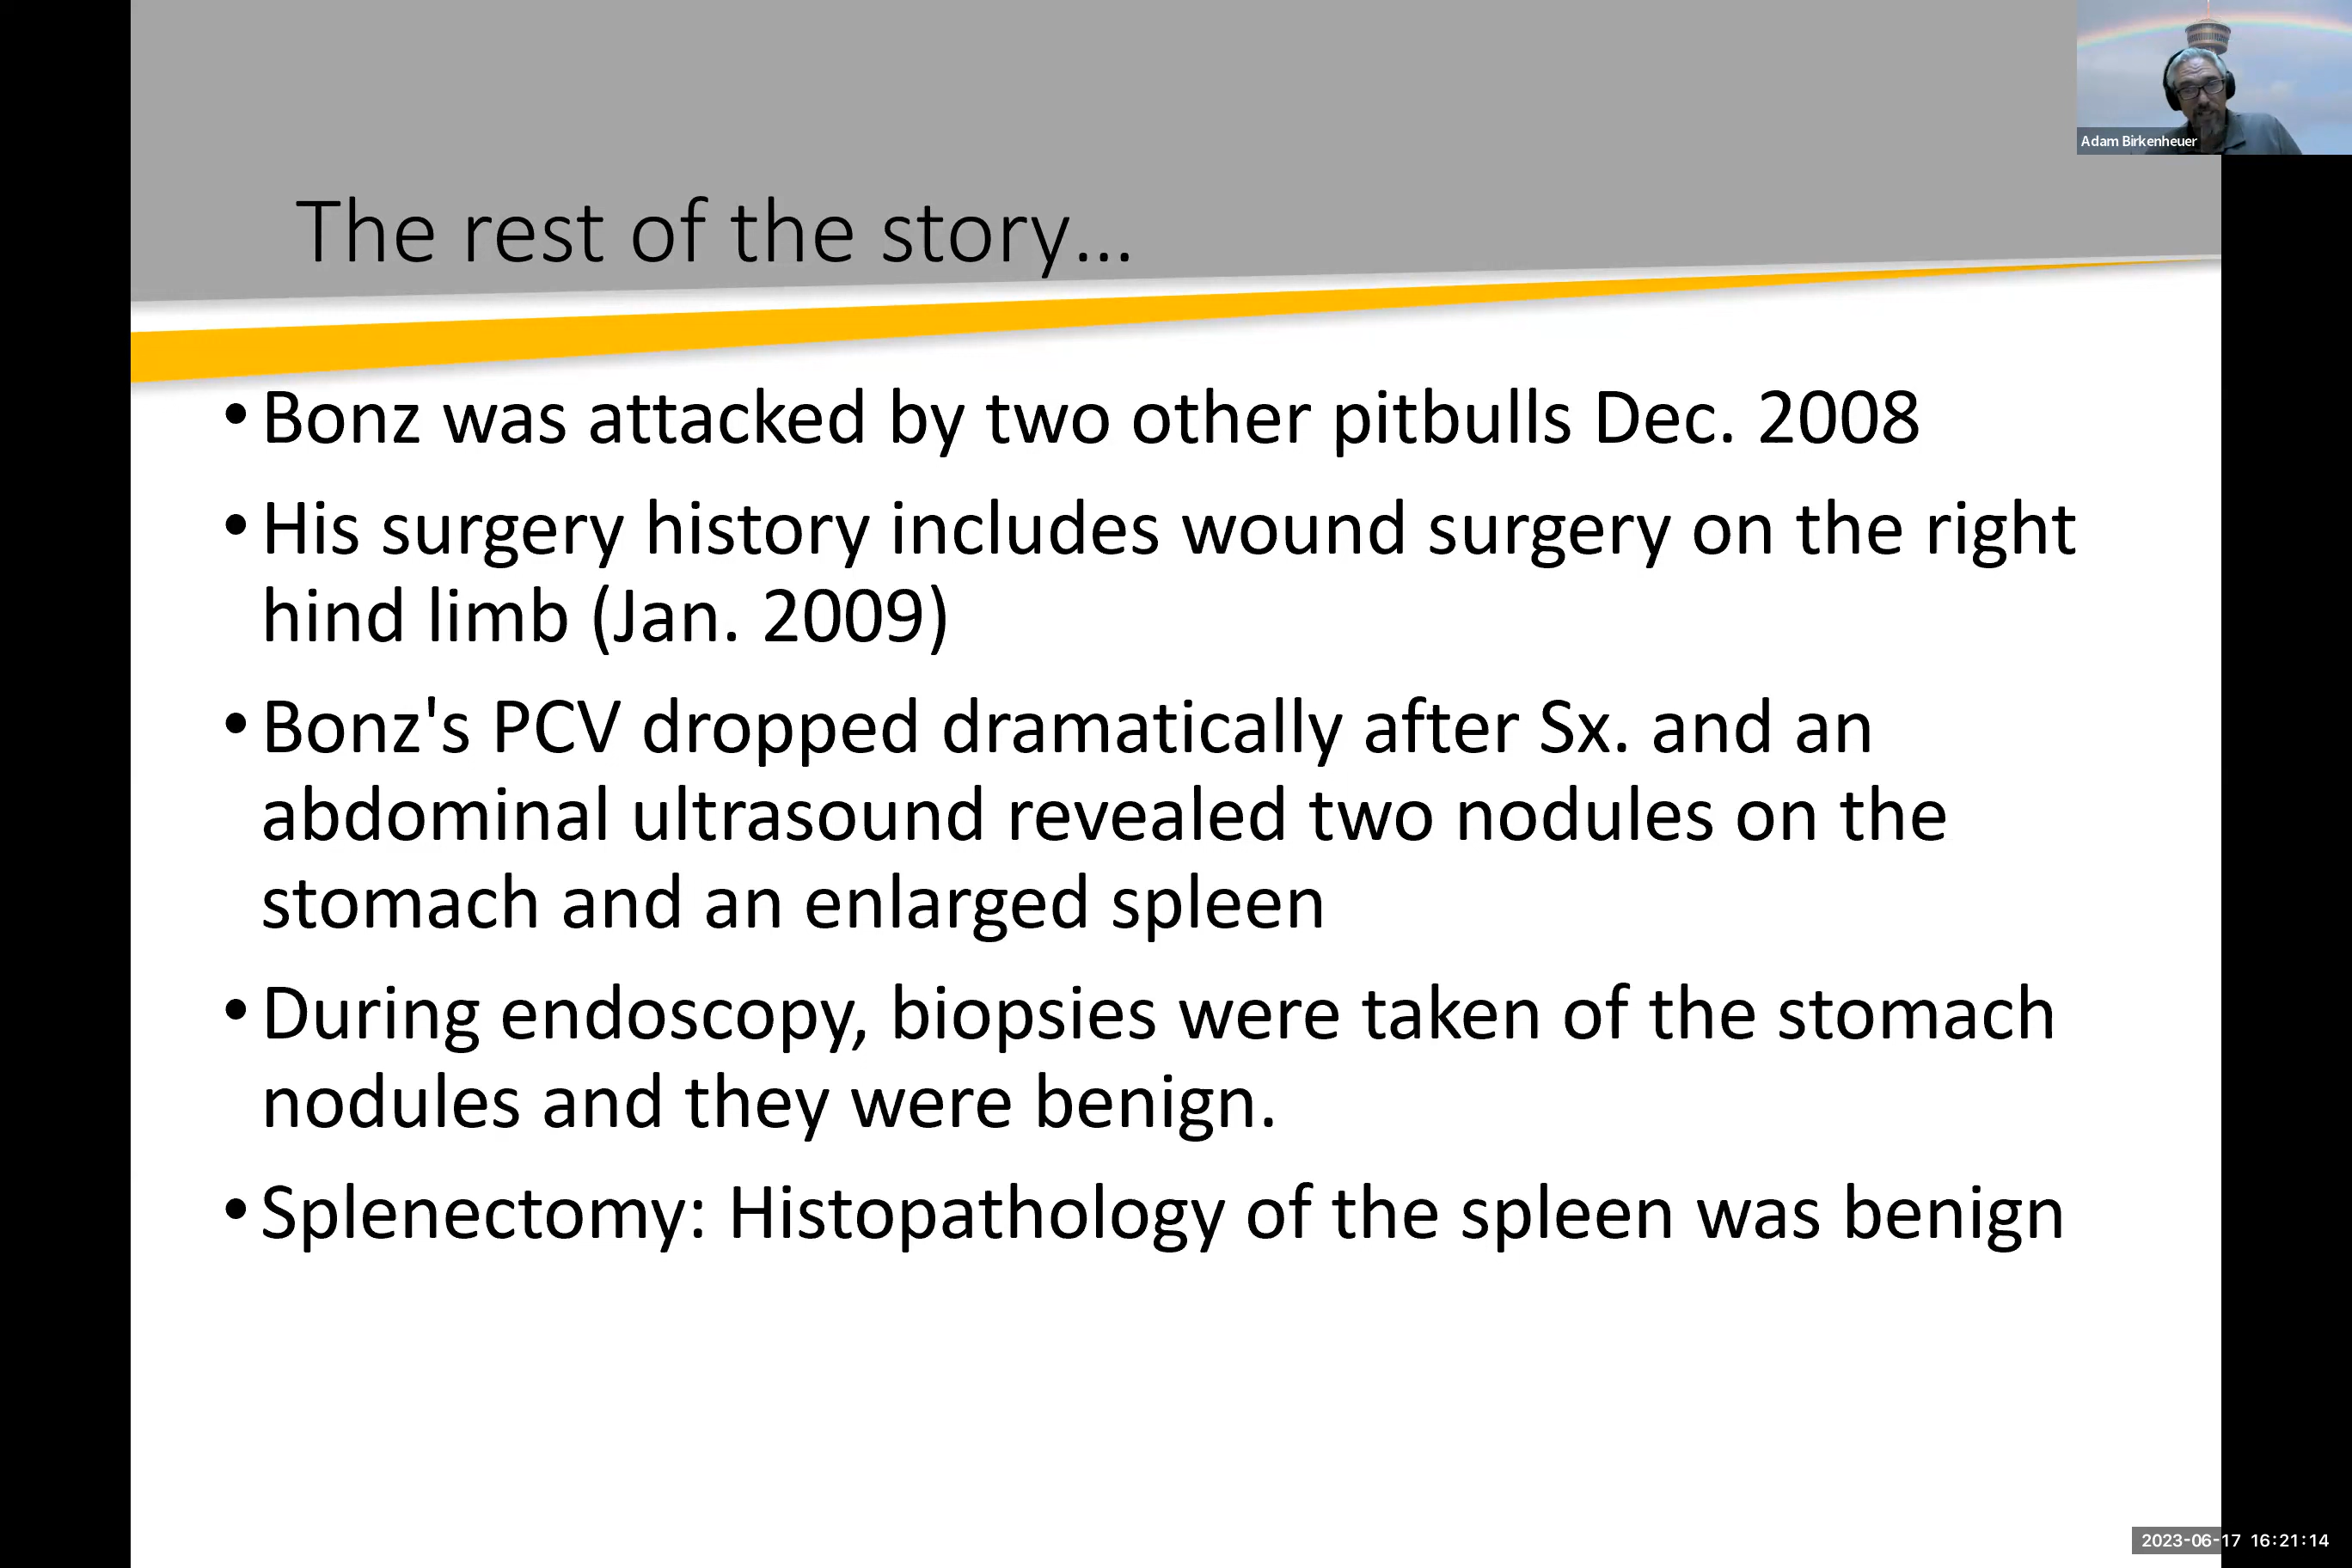 Adam Birkenheuer
The rest of the story...
• Bonz was attacked by two other pitbulls Dec. 2008
• His surgery history includes wound surgery on the right
hind limb (Jan. 2009)
• Bonz's PCV dropped dramatically after Sx. and an
abdominal ultrasound revealed two nodules on the
stomach and an enlarged spleen
• During endoscopy, biopsies were taken of the stomach
nodules and they were benign.
• Splenectomy: Histopathology of the spleen was benign
2023-06-17 16:21:14